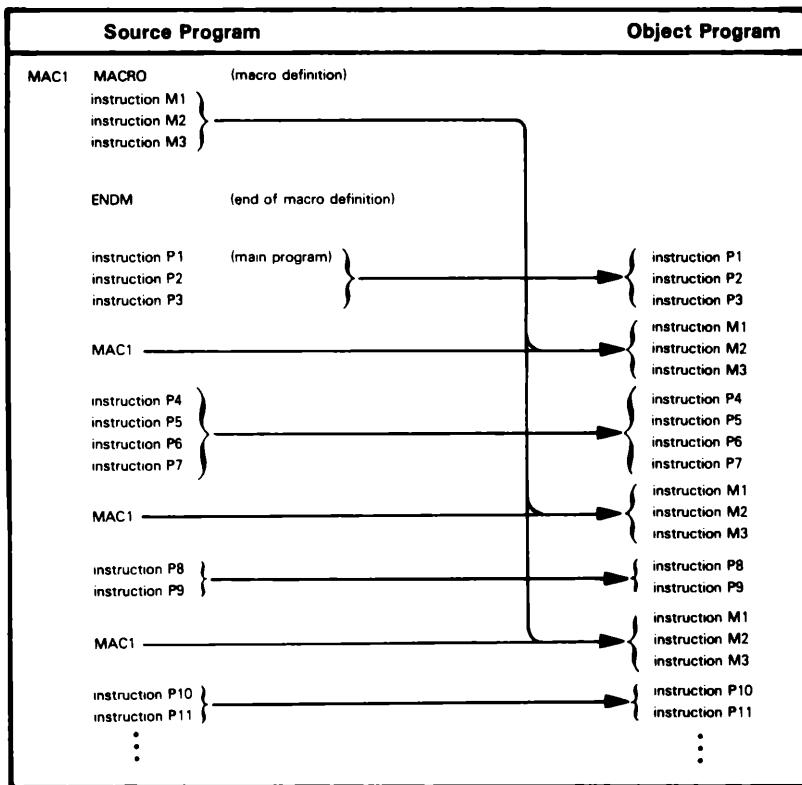 Source Program Object Program
MAC1 MACRO (macro definition)
instruction M1
instruction M2
instruction M3
ENDM (end of macro definition)
instruction P1 (main program) instruction P1
instruction P2 instruction P2
instruction P3 instruction P3
instruction M1
MAC1 instruction M2
instruction M3
instruction P4 instruction P4
instruction P5 instruction P5
instruction P6 instruction P6
instruction P7 instruction P7
instruction M1
MAC1 instruction M2
instruction M3
instruction P8 instruction P8
instruction P9 instruction P9
instruction M1
MAC1 instruction M2
instruction M3
instruction P10 instruction P10
instruction P11 instruction P11